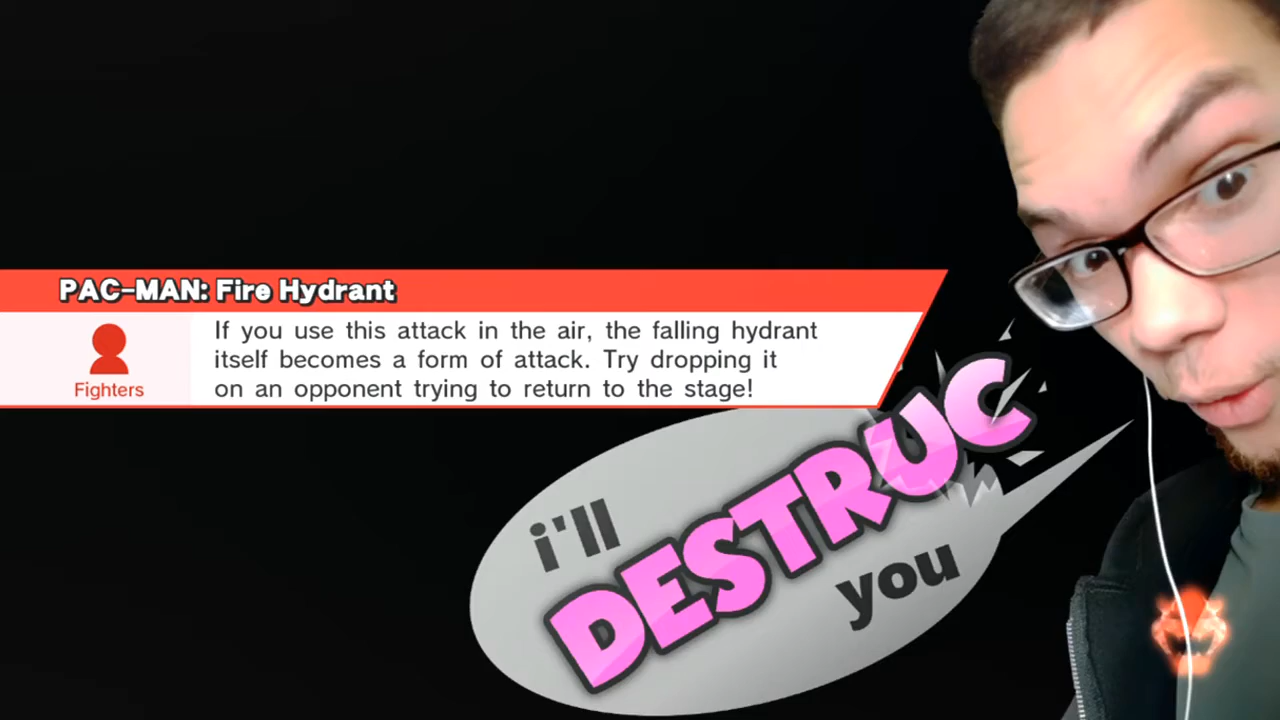 PAC-MAN: Fire Hydrant
Fighters
If you use this attack in the air, the falling hydrant
itself becomes a form of attack. Try dropping it
on an opponent trying to return to the stage!
i'll
DESTRUC
you